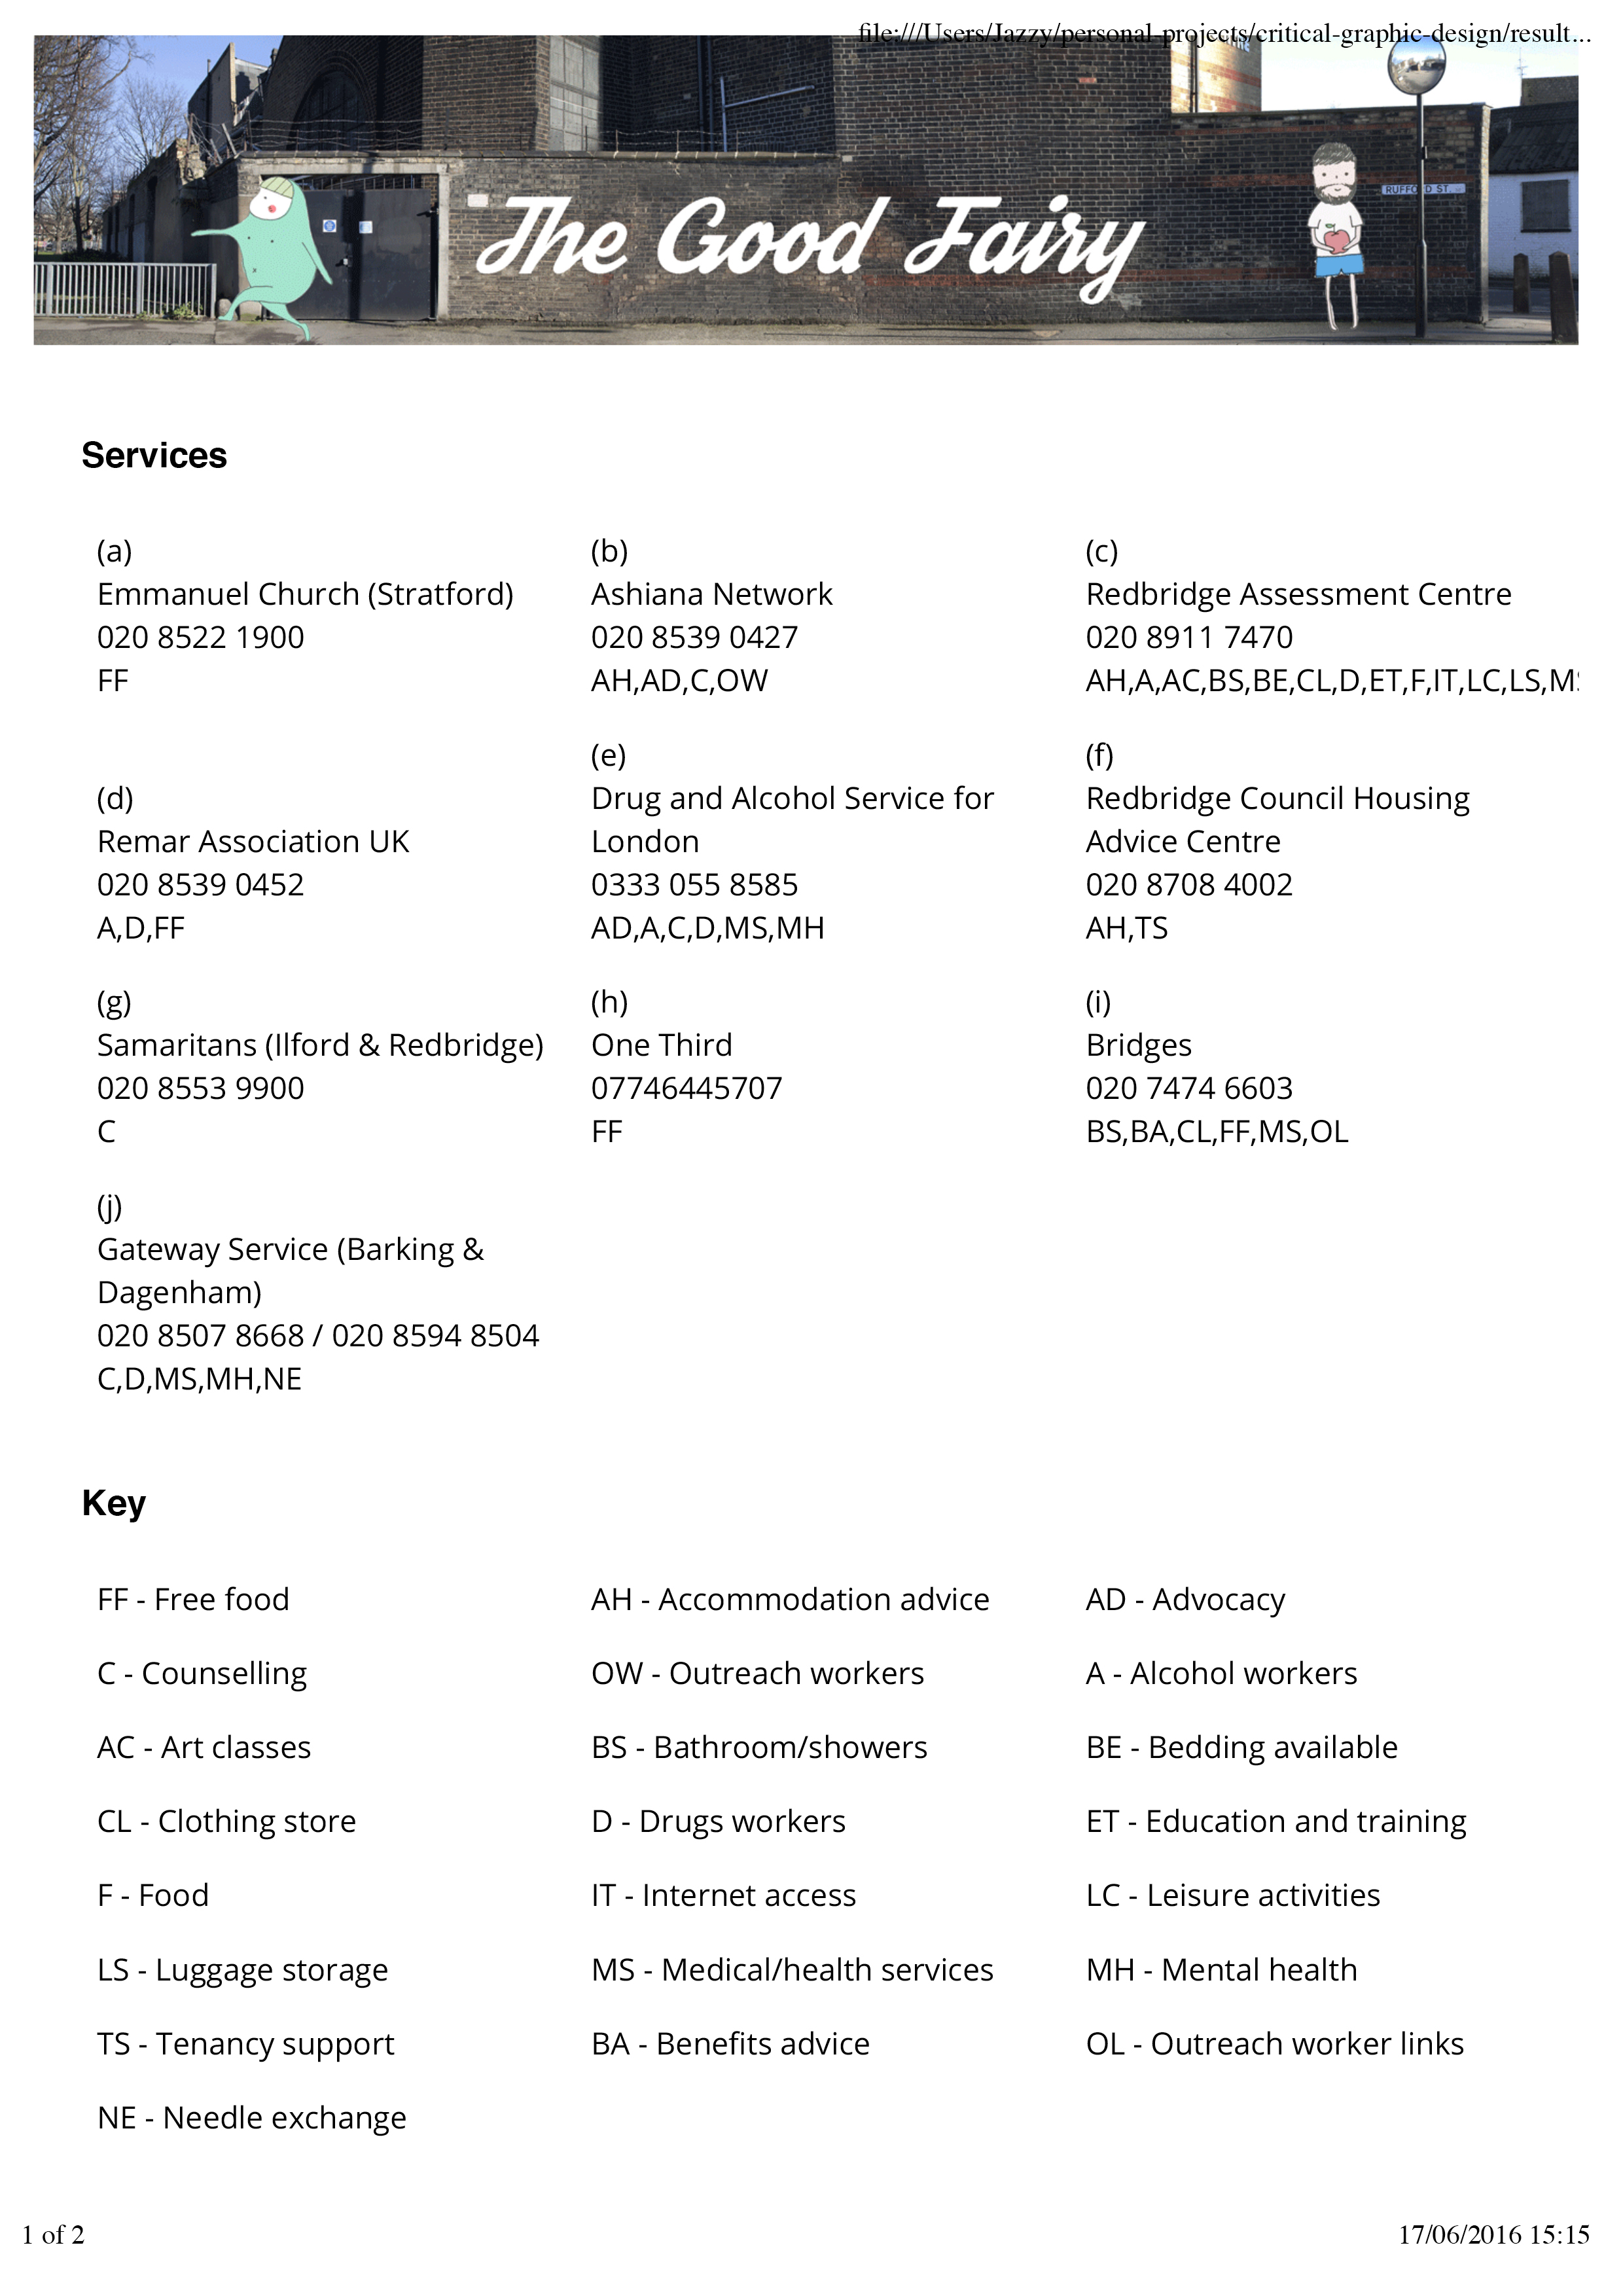 file:///Users/Jazzy/personal-projects/critical-graphic-design/result...
The Good Fairy
RUFFORD ST.
Services
(a)
Emmanuel Church (Stratford)
020 8522 1900
FF
(b)
Ashiana Network
020 8539 0427
AH,AD,C,OW
(c)
Redbridge Assessment Centre
020 8911 7470
AH,A,AC,BS,BE,CL,D,ET,F,IT,LC,LS,MS
(d)
Remar Association UK
020 8539 0452
A,D,FF
(e)
Drug and Alcohol Service for
London
0333 055 8585
AD,A,C,D,MS,MH
(f)
Redbridge Council Housing
Advice Centre
020 8708 4002
AH,TS
(g)
Samaritans (Ilford & Redbridge)
020 8553 9900
C
(h)
One Third
07746445707
FF
(i)
Bridges
020 7474 6603
BS,BA,CL,FF,MS,OL
(j)
Gateway Service (Barking &
Dagenham)
020 8507 8668 / 020 8594 8504
C,D,MS,MH,NE
Key
FF - Free food
AH - Accommodation advice
AD - Advocacy
C - Counselling
OW - Outreach workers
A - Alcohol workers
AC - Art classes
BS - Bathroom/showers
BE - Bedding available
CL - Clothing store
D - Drugs workers
ET - Education and training
F - Food
IT - Internet access
LC - Leisure activities
LS - Luggage storage
MS - Medical/health services
MH - Mental health
TS - Tenancy support
BA - Benefits advice
OL - Outreach worker links
NE - Needle exchange
1 of 2
17/06/2016 15:15